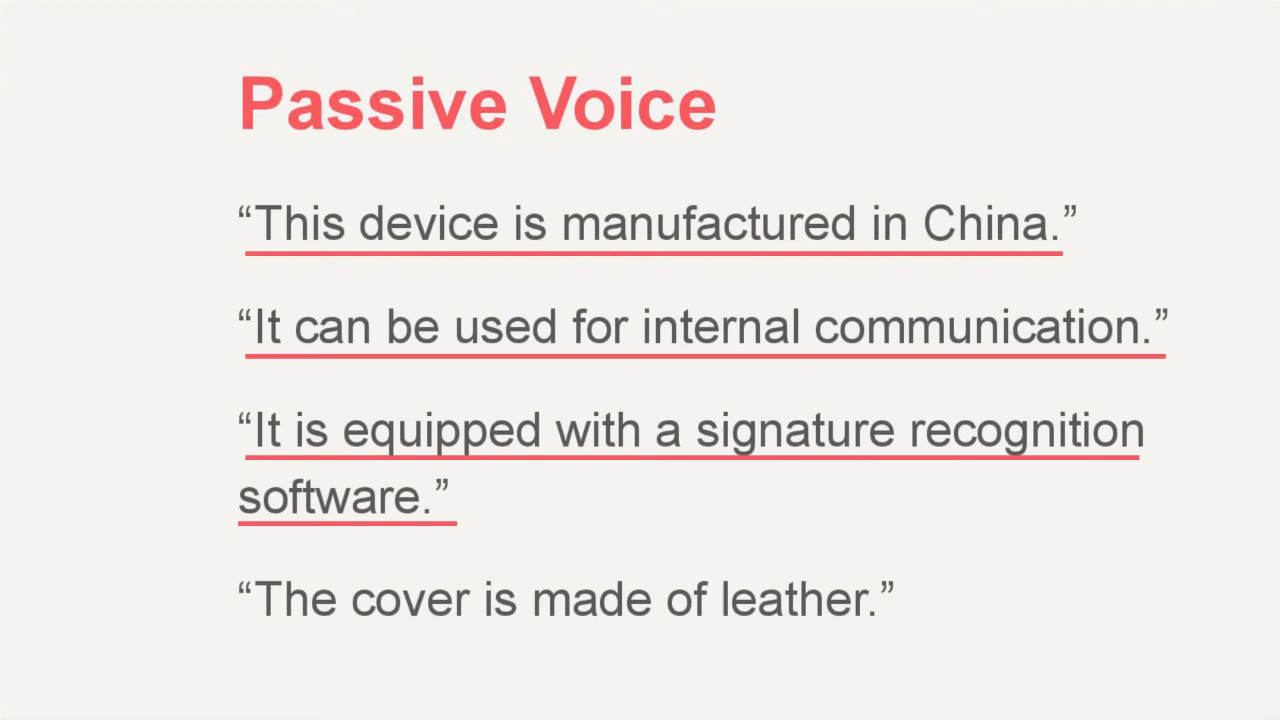 Passive Voice
“This device is manufactured in China.”
“It can be used for internal communication.”
“It is equipped with a signature recognition
software.”
“The cover is made of leather.”